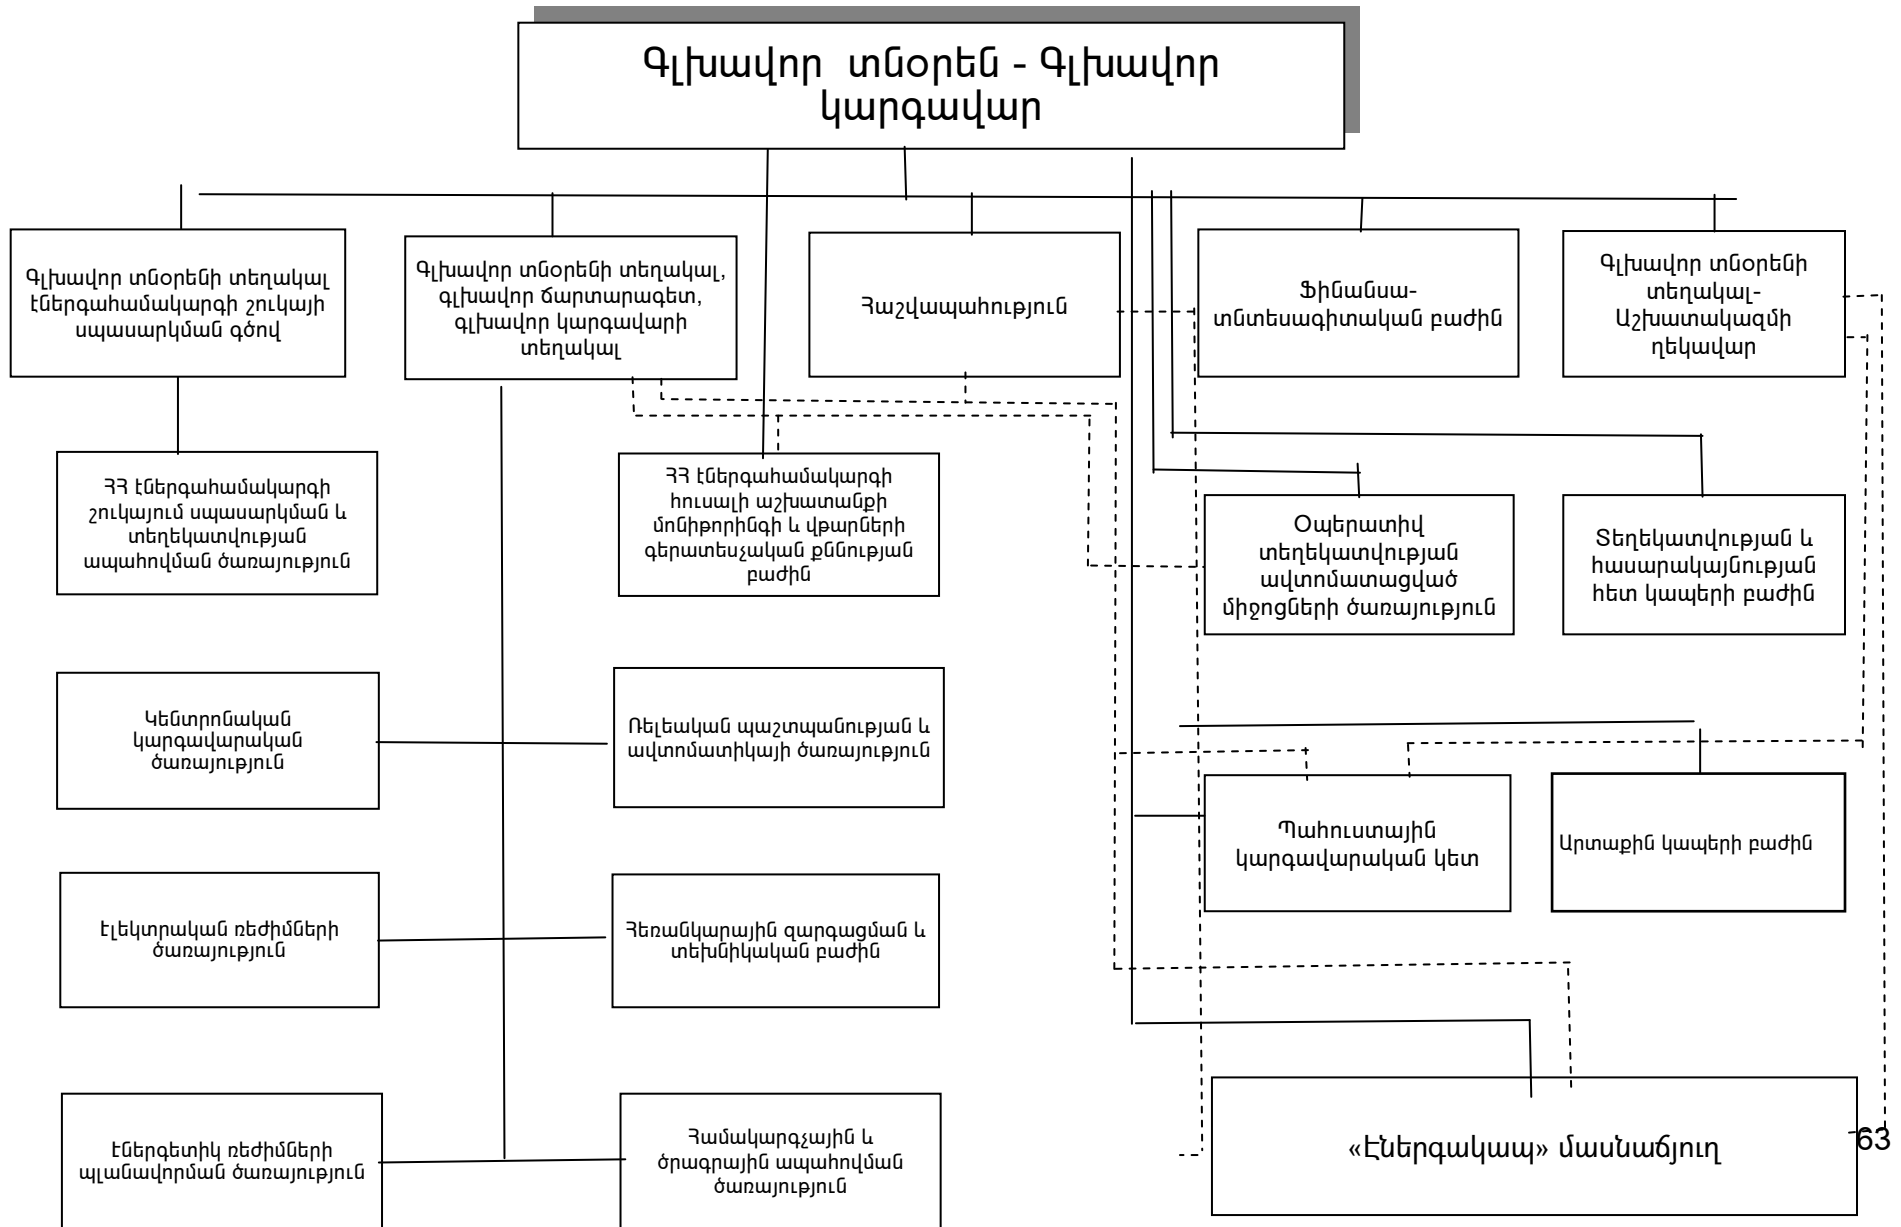 Գլխավոր տնօրեն - Գլխավոր
կարգավար
Գլխավոր տնօրենի տեղակալ
էներգահամակարգի շուկայի
սպասարկման գծով
Գլխավոր տնօրենի տեղակալ,
գլխավոր ճարտարագետ,
գլխավոր կարգավարի
տեղակալ
Հաշվապահություն
Ֆինանսա-
տնտեսագիտական բաժին
Գլխավոր տնօրենի
տեղակալ-
Աշխատակազմի
ղեկավար
ՀՀ էներգահամակարգի
շուկայում սպասարկման և
տեղեկատվության
ապահովման ծառայություն
ՀՀ էներգահամակարգի
հուսալի աշխատանքի
մոնիթորինգի և վթարների
գերատեսչական քննության
բաժին
Օպերատիվ
տեղեկատվության
ավտոմատացված
միջոցների ծառայություն
Տեղեկատվության և
հասարակայնության
հետ կապերի բաժին
Կենտրոնական
կարգավարական
ծառայություն
Ռելեական պաշտպանության և
ավտոմատիկայի ծառայություն
Պահուստային
կարգավարական կետ
Արտաքին կապերի բաժին
Էլեկտրական ռեժիմների
ծառայություն
Հեռանկարային զարգացման և
տեխնիկական բաժին
Էներգետիկ ռեժիմների
պլանավորման ծառայություն
Համակարգչային և
ծրագրային ապահովման
ծառայություն
«Էներգակապ» մասնաճյուղ
63